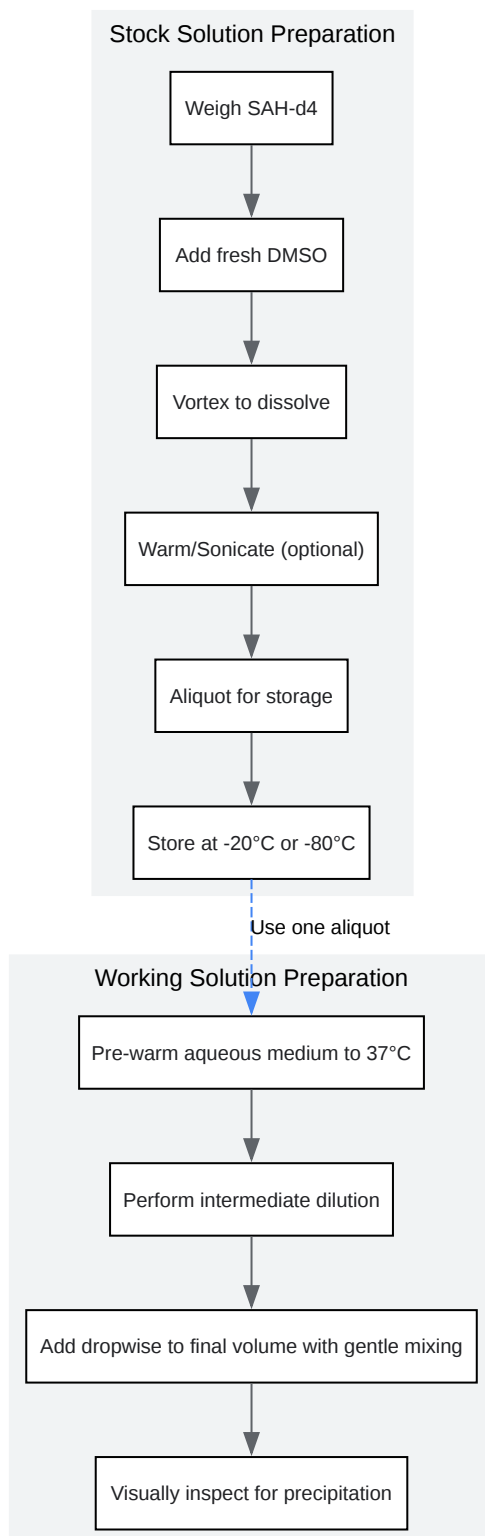 Stock Solution Preparation
Weigh SAH-d4
Add fresh DMSO
Vortex to dissolve
Warm/Sonicate (optional)
Aliquot for storage
Store at -20°C or -80°C
Use one aliquot
Working Solution Preparation
Pre-warm aqueous medium to 37°C
Perform intermediate dilution
Add dropwise to final volume with gentle mixing
Visually inspect for precipitation